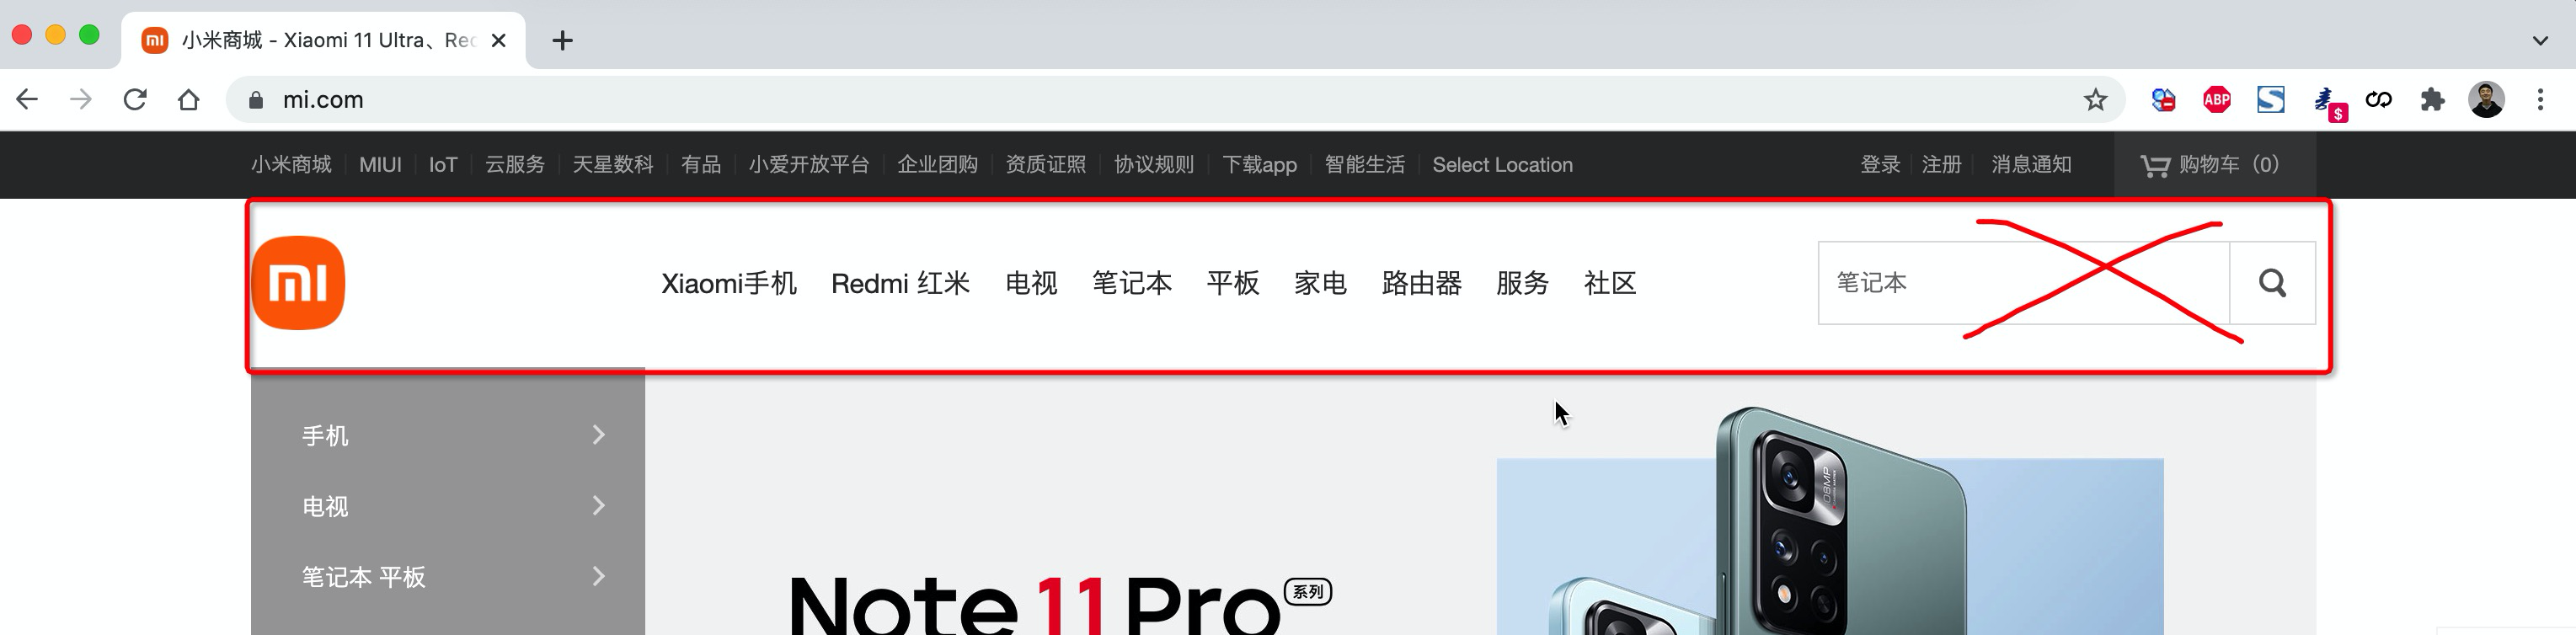 小米商城 - Xiaomi 11 Ultra、Rec
mi.com
ABP
$
小米商城 MIUI IoT 云服务 天星数科 有品 小爱开放平台 企业团购 资质证照 协议规则 下载app 智能生活 Select Location 登录 注册 消息通知 购物车（0）
Xiaomi手机 Redmi 红米 电视 笔记本 平板 家电 路由器 服务 社区 笔记本
手机
电视
笔记本 平板
Note 11 Pro 系列